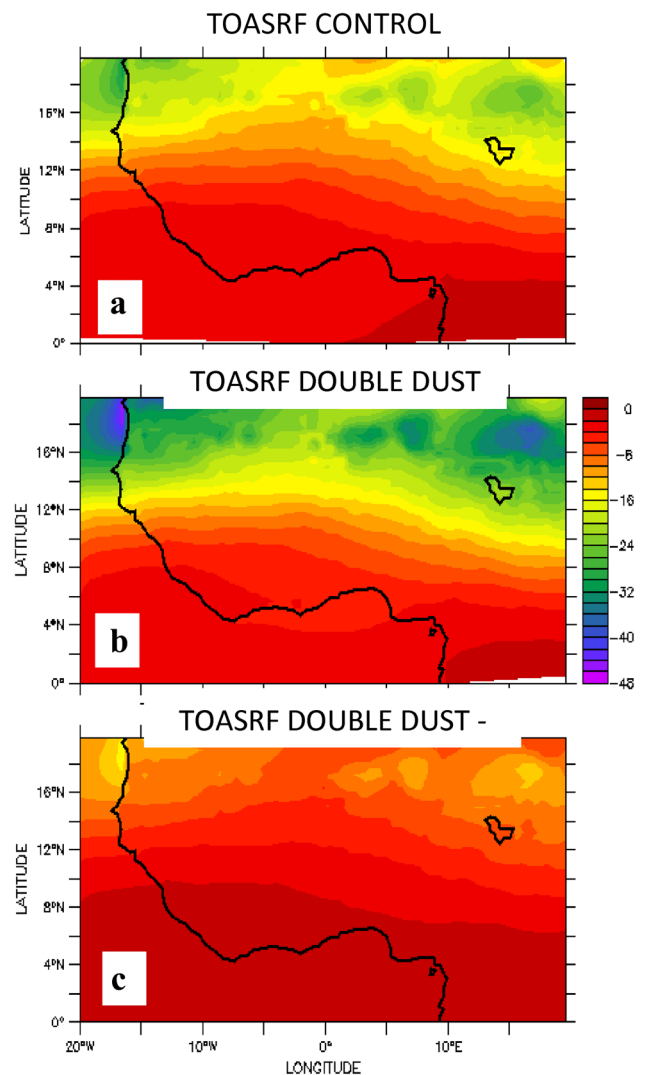 TOASRF CONTROL
16°N
12°N
8°N
4°N
0°
LATITUDE
a
TOASRF DOUBLE DUST
16°N
12°N
8°N
4°N
0°
LATITUDE
b
0
-8
-16
-24
-32
-40
-48
TOASRF DOUBLE DUST -
16°N
12°N
8°N
4°N
0°
LATITUDE
c
20°W
10°W
0°
10°E
LONGITUDE